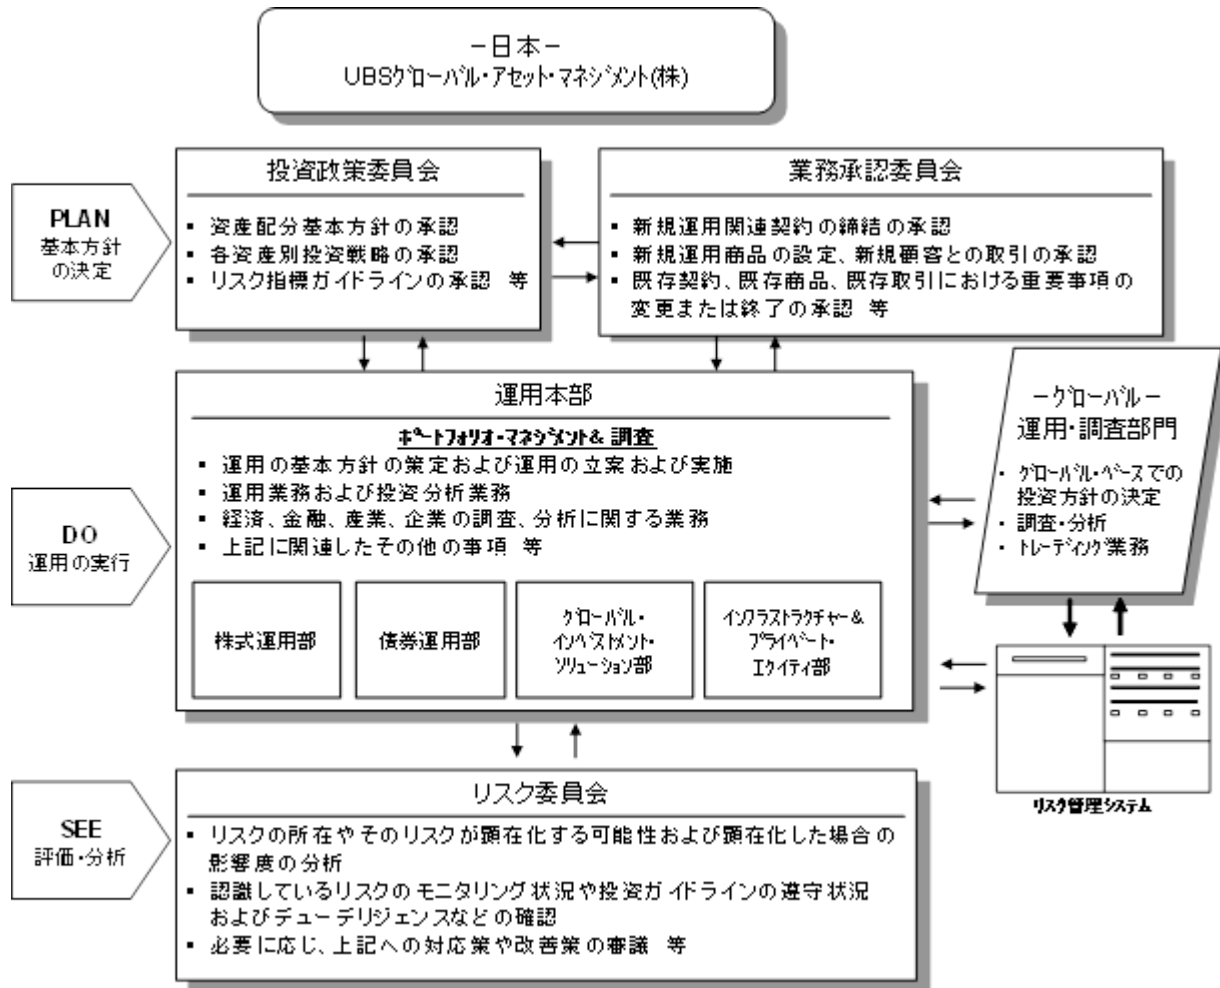 －日本－
UBSｸﾞﾛｰﾊﾞﾙ･ｱｾｯﾄ･ﾏﾈｼﾞﾒﾝﾄ(株)
PLAN
基本方針
の決定
投資政策委員会
▪ 資産配分基本方針の承認
▪ 各資産別投資戦略の承認
▪ リスク指標ガイドラインの承認 等
業務承認委員会
▪ 新規運用関連契約の締結の承認
▪ 新規運用商品の設定、新規顧客との取引の承認
▪ 既存契約、既存商品、既存取引における重要事項の
変更または終了の承認 等
DO
運用の実行
運用本部
ﾎﾟｰﾄﾌｫﾘｵ･ﾏﾈｼﾞﾒﾝﾄ& 調査
▪ 運用の基本方針の策定および運用の立案および実施
▪ 運用業務および投資分析業務
▪ 経済、金融、産業、企業の調査、分析に関する業務
▪ 上記に関連したその他の事項 等
株式運用部
債券運用部
ｸﾞﾛｰﾊﾞﾙ･
ｲﾝﾍﾞｽﾄﾒﾝﾄ･
ｿﾘｭｰｼｮﾝ部
ｲﾝﾌﾗｽﾄﾗｸﾁｬｰ&
ﾌﾟﾗｲﾍﾞｰﾄ･
ｴｸｲﾃｨ部
－ｸﾞﾛｰﾊﾞﾙ－
運用･調査部門
• ｸﾞﾛｰﾊﾞﾙ･ﾍﾞｰｽでの
投資方針の決定
• 調査･分析
• ﾄﾚｰﾃﾞｨﾝｸﾞ業務
ﾘｽｸ管理ｼｽﾃﾑ
SEE
評価･分析
リスク委員会
▪ リスクの所在やそのリスクが顕在化する可能性および顕在化した場合の
影響度の分析
▪ 認識しているリスクのモニタリング状況や投資ガイドラインの遵守状況
およびデューデリジェンスなどの確認
▪ 必要に応じ、上記への対応策や改善策の審議 等